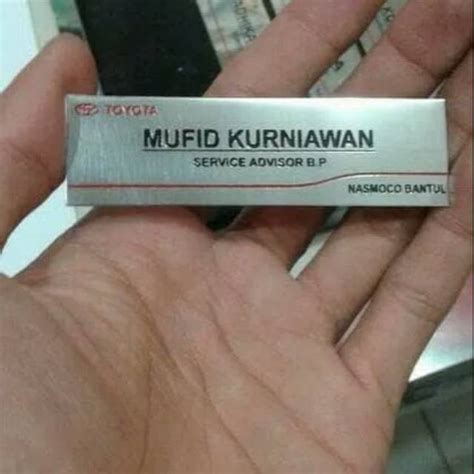 TOYOTA
MUFID KURNIAWAN
SERVICE ADVISOR B.P
NASMOCO BANTUL